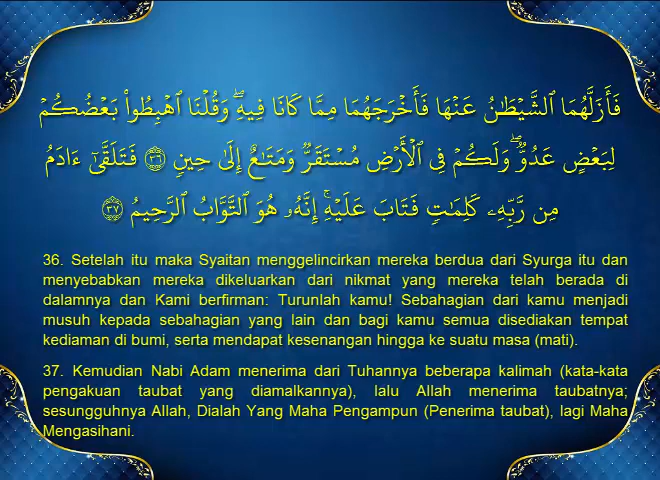 فَأَزَلَّهُمَا ٱلشَّيْطَٰنُ عَنْهَا فَأَخْرَجَهُمَا مِمَّا كَانَا فِيهِ ۖ وَقُلْنَا ٱهْبِطُوا۟ بَعْضُكُمْ
لِبَعْضٍ عَدُوٌّ ۖ وَلَكُمْ فِى ٱلْأَرْضِ مُسْتَقَرٌّ وَمَتَٰعٌ إِلَىٰ حِينٍ ٣٦ فَتَلَقَّىٰٓ ءَادَمُ
مِن رَّبِّهِۦ كَلِمَٰتٍ فَتَابَ عَلَيْهِ ۚ إِنَّهُۥ هُوَ ٱلتَّوَّابُ ٱلرَّحِيمُ ٣٧
36. Setelah itu maka Syaitan menggelincirkan mereka berdua dari Syurga itu dan
menyebabkan mereka dikeluarkan dari nikmat yang mereka telah berada di
dalamnya dan Kami berfirman: Turunlah kamu! Sebahagian dari kamu menjadi
musuh kepada sebahagian yang lain dan bagi kamu semua disediakan tempat
kediaman di bumi, serta mendapat kesenangan hingga ke suatu masa (mati).
37. Kemudian Nabi Adam menerima dari Tuhannya beberapa kalimah (kata-kata
pengakuan taubat yang diamalkannya), lalu Allah menerima taubatnya;
sesungguhnya Allah, Dialah Yang Maha Pengampun (Penerima taubat), lagi Maha
Mengasihani.